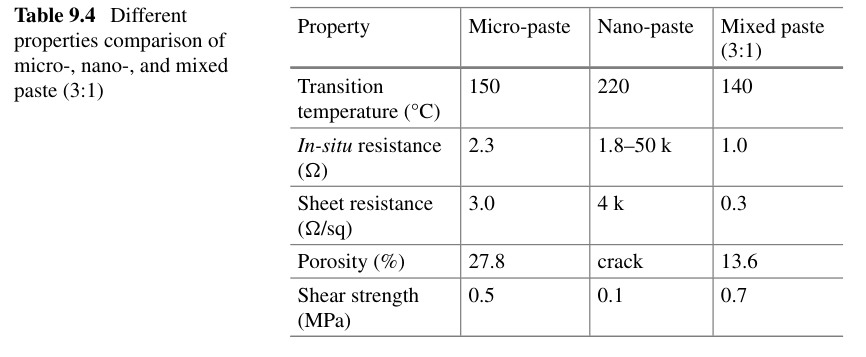 Table 9.4 Different
properties comparison of
micro-, nano-, and mixed
paste (3:1)
Property Micro-paste Nano-paste Mixed paste
(3:1)
Transition 150 220 140
temperature (°C)
In-situ resistance 2.3 1.8–50 k 1.0
(Ω)
Sheet resistance 3.0 4 k 0.3
(Ω/sq)
Porosity (%) 27.8 crack 13.6
Shear strength 0.5 0.1 0.7
(MPa)